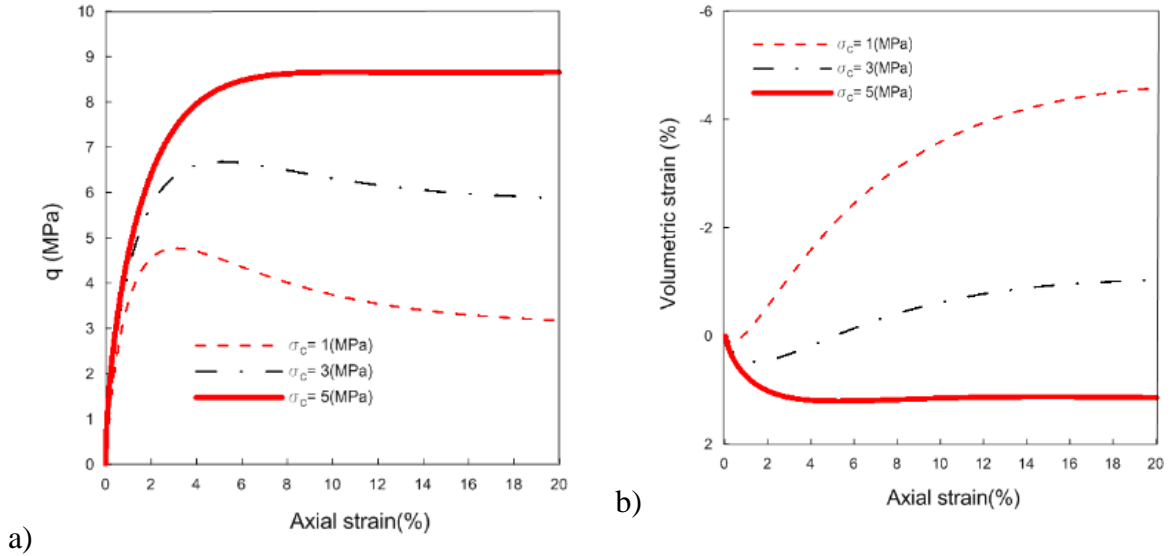 10
9
8
7
6
5
4
3
2
1
0
q (MPa)
σc= 1(MPa)
σc= 3(MPa)
σc= 5(MPa)
0 2 4 6 8 10 12 14 16 18 20
Axial strain(%)
a)
-6
-4
-2
0
2
Volumetric strain (%)
σc= 1(MPa)
σc= 3(MPa)
σc= 5(MPa)
0 2 4 6 8 10 12 14 16 18 20
Axial strain(%)
b)